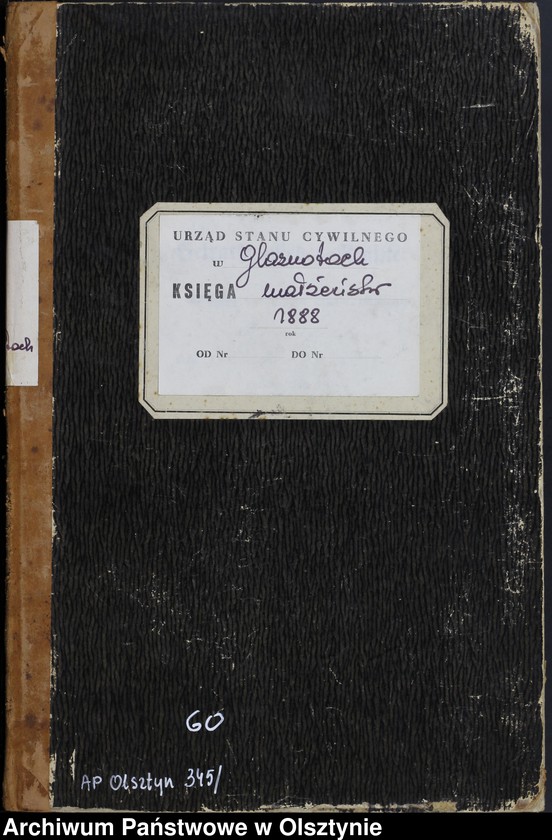 URZĄD STANU CYWILNEGO
w Glaznotach
KSIĘGA małżeństw
1888
rok
OD Nr DO Nr
och
60
AP Olsztyn 345/
Archiwum Państwowe w Olsztynie